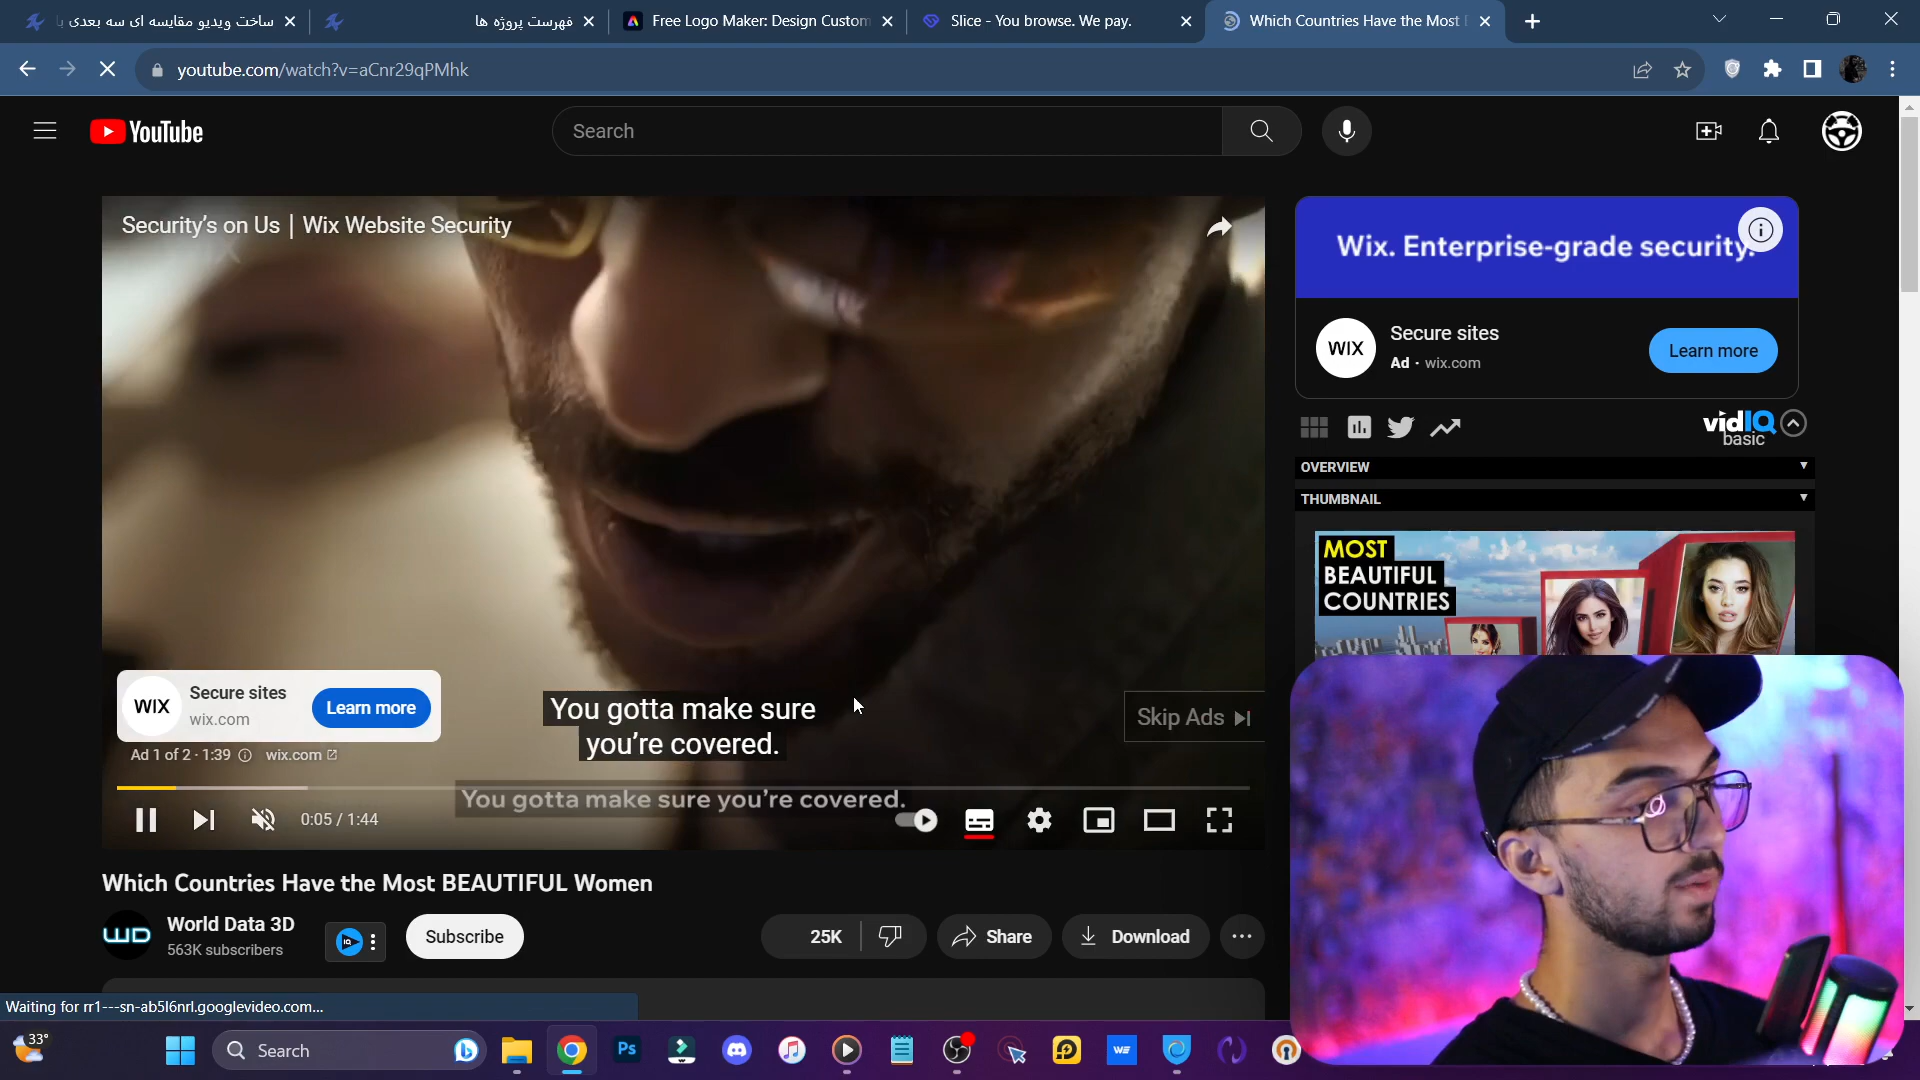 ساخت ویدیو مقایسه ای سه بعدی با
فهرست پروژه ها
Free Logo Maker: Design Custom
Slice - You browse. We pay.
Which Countries Have the Most
youtube.com/watch?v=aCnr29qPMhk
YouTube
Search
Security's on Us | Wix Website Security
Wix. Enterprise-grade security.
WIX
Secure sites
Ad · wix.com
Learn more
vidIQ
basic
OVERVIEW
THUMBNAIL
MOST
BEAUTIFUL
COUNTRIES
WIX
Secure sites
wix.com
Learn more
You gotta make sure
you're covered.
Skip Ads
Ad 1 of 2 · 1:39 wix.com
You gotta make sure you're covered.
0:05 / 1:44
Which Countries Have the Most BEAUTIFUL Women
WD
World Data 3D
563K subscribers
IQ
Subscribe
25K
Share
Download
Waiting for rr1---sn-ab5l6nrl.googlevideo.com...
33°
Search
Ps
WE